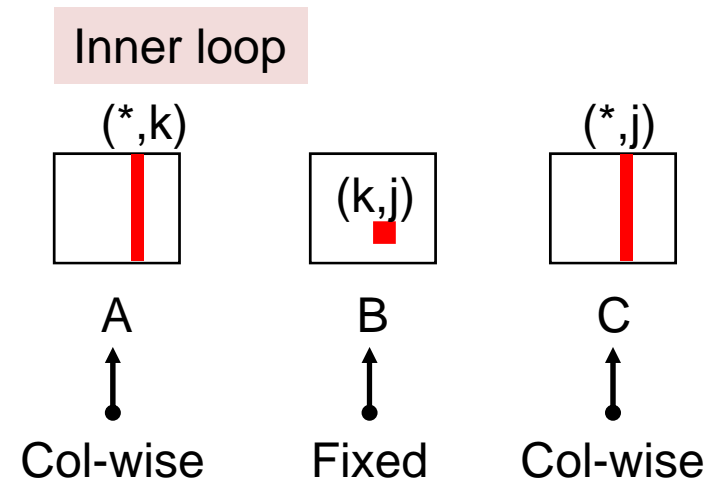 Inner loop
(*,k)
(*,j)
(k,j)
A
B
C
Col-wise
Fixed
Col-wise